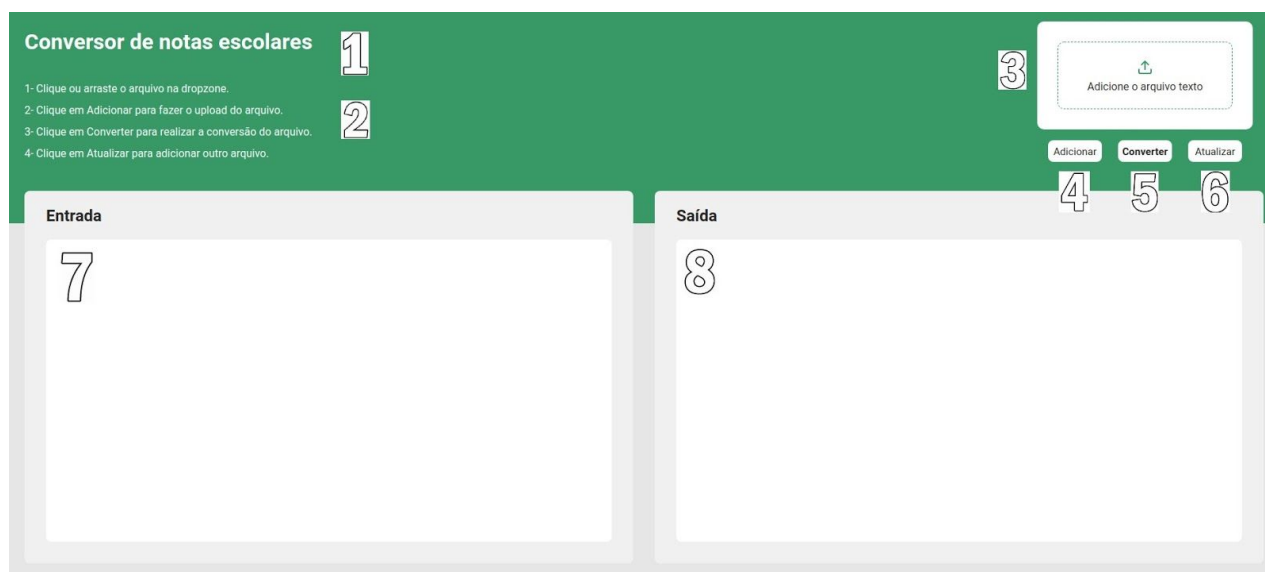 Conversor de notas escolares
1
1- Clique ou arraste o arquivo na dropzone.
2- Clique em Adicionar para fazer o upload do arquivo.
3- Clique em Converter para realizar a conversão do arquivo.
4- Clique em Atualizar para adicionar outro arquivo.
2
3
Adicione o arquivo texto
Adicionar Converter Atualizar
4 5 6
Entrada
7
Saída
8